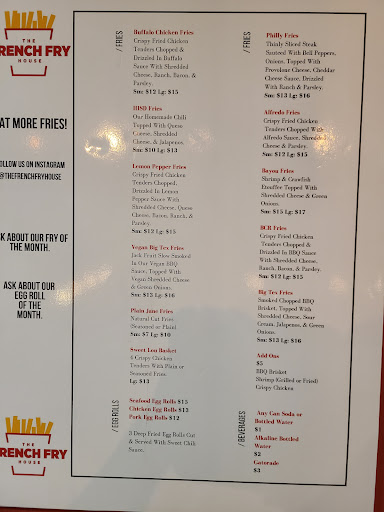 THE
RENCH FRY
HOUSE
AT MORE FRIES!
OLLOW US ON INSTAGRAM
@THEFRENCHFRYHOUSE
K ABOUT OUR FRY OF
THE MONTH.
ASK ABOUT OUR
EGG ROLL
OF THE
MONTH.
THE
RENCH FRY
HOUSE
/ FRIES
Buffalo Chicken Fries
Crispy Fried Chicken
Tenders Chopped &
Drizzled In Buffalo
Sauce With Shredded
Cheese, Ranch, Bacon, &
Parsley.
Sm: $12 Lg: $15
HISD Fries
Our Homemade Chili
Topped With Queso
Cheese, Shredded
Cheese, & Jalapenos.
Sm: $10 Lg: $13
Lemon Pepper Fries
Crispy Fried Chicken
Tenders Chopped,
Drizzled In Lemon
Pepper Sauce With
Shredded Cheese, Queso
Cheese, Bacon, Ranch, &
Parsley.
Sm: $12 Lg: $15
Vegan Big Tex Fries
Jack Fruit Slow Smoked
In Our Vegan BBQ
Sauce, Topped With
Vegan Shredded Cheese
& Green Onions.
Sm: $13 Lg: $16
Plain Jane Fries
Natural Cut Fries
(Seasoned or Plain)
Sm: $7 Lg: $10
Sweet Lou Basket
4 Crispy Chicken
Tenders With Plain or
Seasoned Fries.
Lg: $13
/ EGG ROLLS
Seafood Egg Rolls $13
Chicken Egg Rolls $13
Pork Egg Rolls $12
3 Deep Fried Egg Rolls Cut
& Served With Sweet Chili
Sauce.
/ FRIES
Philly Fries
Thinly Sliced Steak
Sauteed With Bell Peppers,
Onions, Topped With
Provolone Cheese, Cheddar
Cheese Sauce, Drizzled
With Ranch & Parsley.
Sm: $13 Lg: $16
Alfredo Fries
Crispy Fried Chicken
Tenders Chopped With
Alfredo Sauce, Shredded
Cheese & Parsley.
Sm: $12 Lg: $15
Bayou Fries
Shrimp & Crawfish
Etouffee Topped With
Shredded Cheese & Green
Onions.
Sm: $15 Lg: $17
BCR Fries
Crispy Fried Chicken
Tenders Chopped &
Drizzled In BBQ Sauce
With Shredded Cheese,
Ranch, Bacon, & Parsley.
Sm: $12 Lg: $15
Big Tex Fries
Smoked Chopped BBQ
Brisket, Topped With
Shredded Cheese, Sour
Cream, Jalapenos, & Green
Onions.
Sm: $13 Lg: $16
Add Ons
$5
BBQ Brisket
Shrimp (Grilled or Fried)
Crispy Chicken
/ BEVERAGES
Any Can Soda or
Bottled Water
$1
Alkaline Bottled
Water
$2
Gatorade
$3